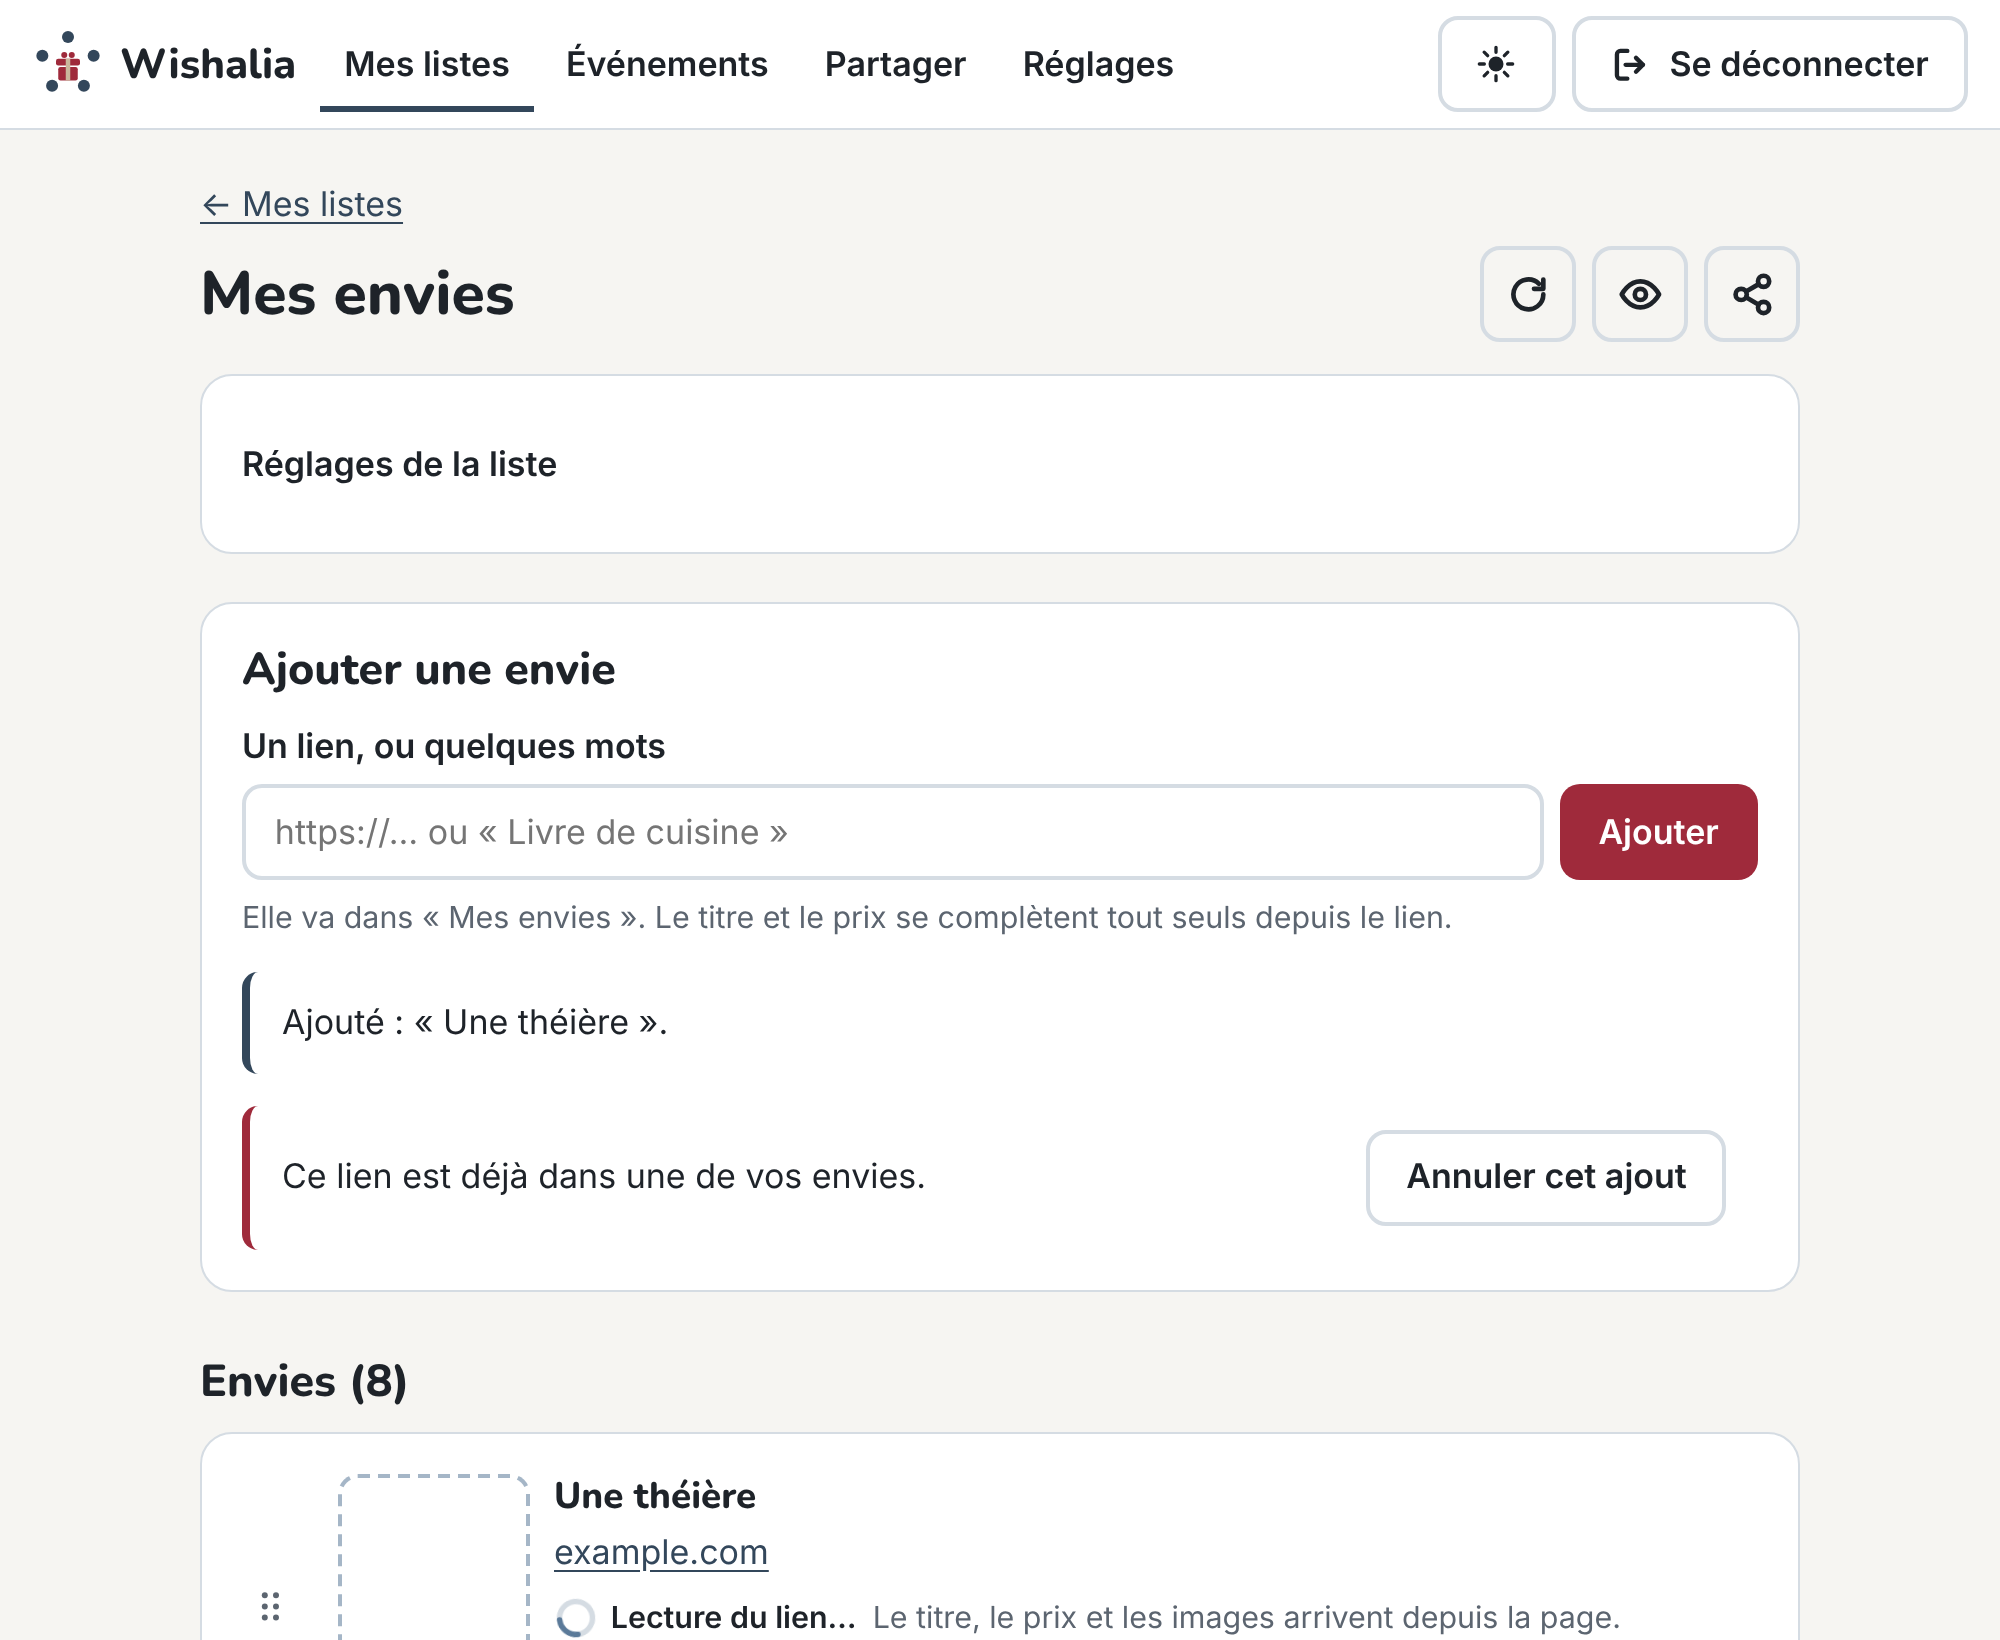 Wishalia
Mes listes
Événements
Partager
Réglages
Se déconnecter
← Mes listes
Mes envies
Réglages de la liste
Ajouter une envie
Un lien, ou quelques mots
https://... ou « Livre de cuisine »
Ajouter
Elle va dans « Mes envies ». Le titre et le prix se complètent tout seuls depuis le lien.
Ajouté : « Une théière ».
Ce lien est déjà dans une de vos envies.
Annuler cet ajout
Envies (8)
Une théière
example.com
Lecture du lien... Le titre, le prix et les images arrivent depuis la page.